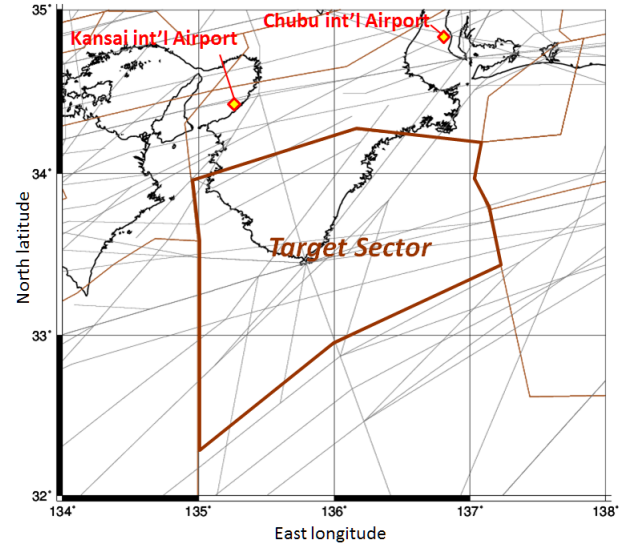 35˚
Chubu int'l Airport
Kansai int'l Airport
34˚
North latitude
Target Sector
33˚
32˚
134˚ 135˚ 136˚ 137˚ 138˚
East longitude